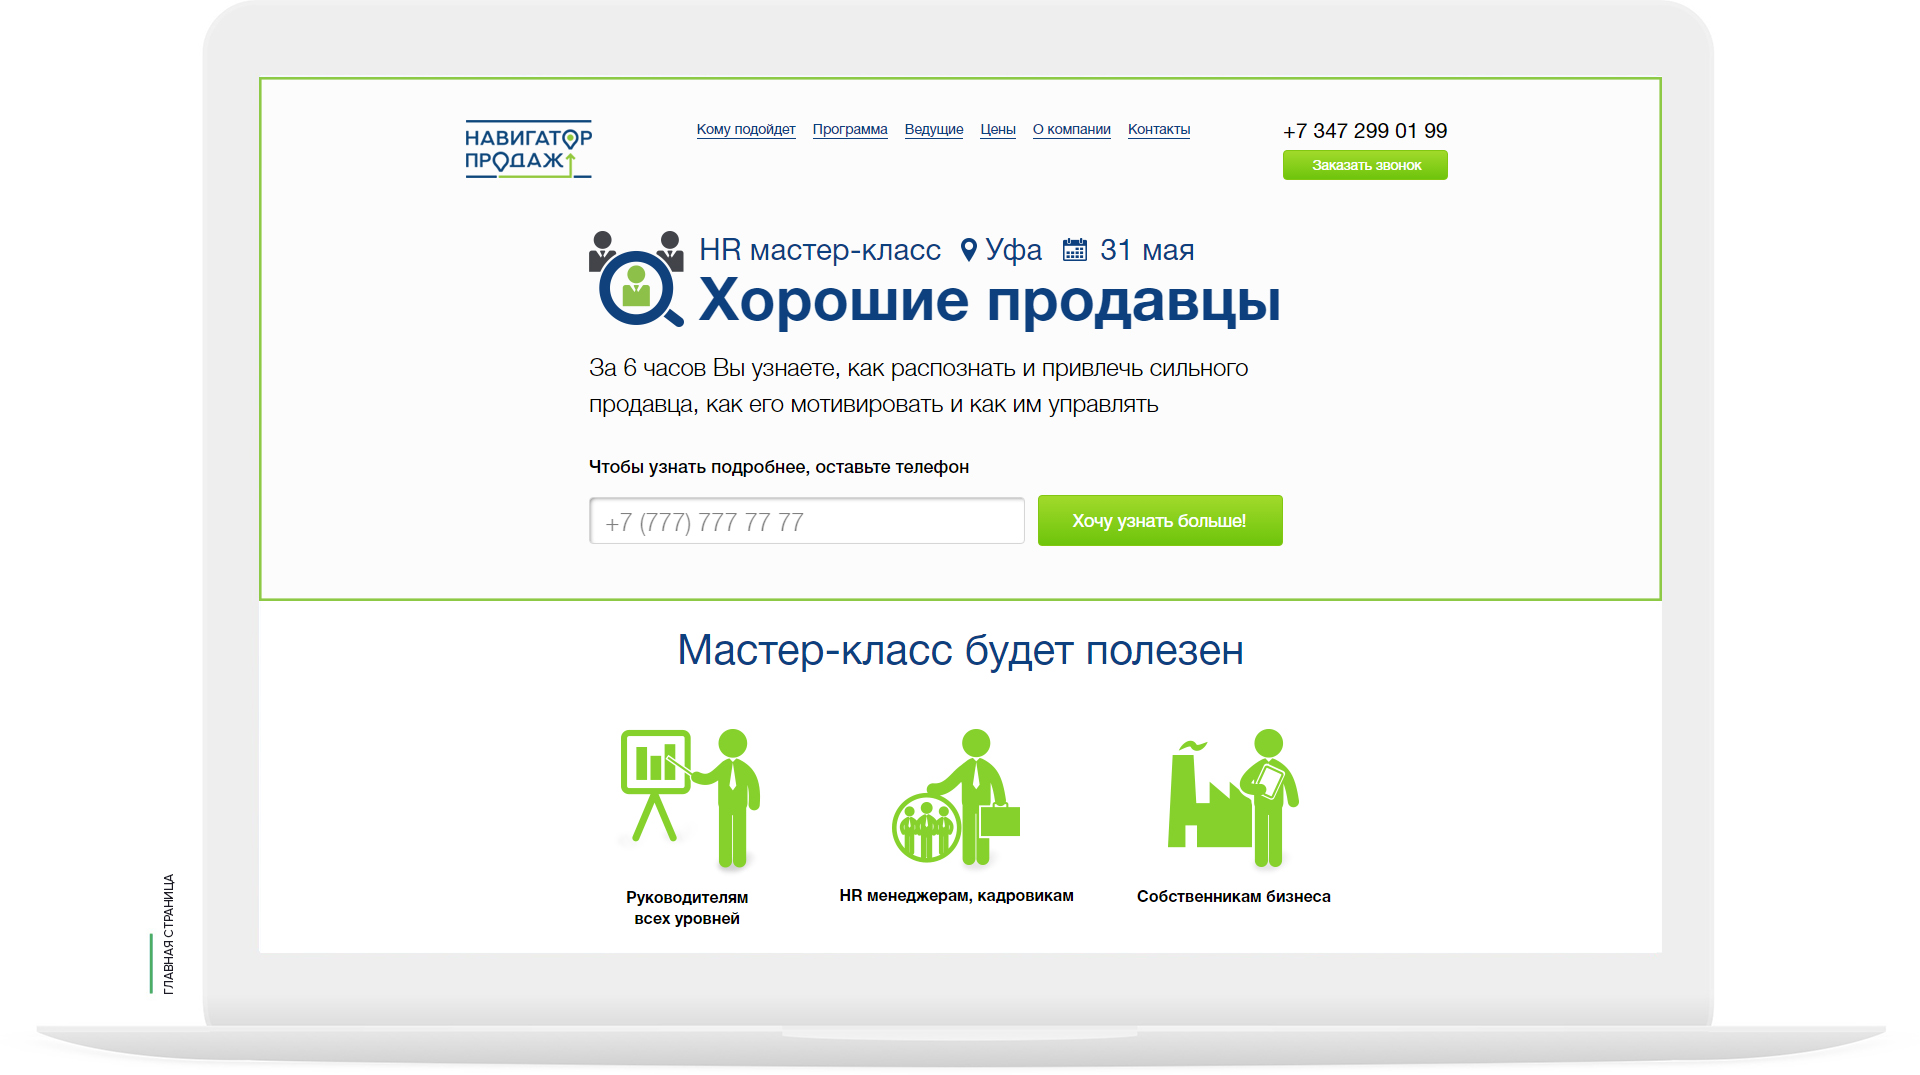 НАВИГАТОР
ПРОДАЖ
Кому подойдет Программа Ведущие Цены О компании Контакты
+7 347 299 01 99
Заказать звонок
HR мастер-класс Уфа 31 мая
Хорошие продавцы
За 6 часов Вы узнаете, как распознать и привлечь сильного
продавца, как его мотивировать и как им управлять
Чтобы узнать подробнее, оставьте телефон
+7 (777) 777 77 77
Хочу узнать больше!
Мастер-класс будет полезен
Руководителям
всех уровней
HR менеджерам, кадровикам
Собственникам бизнеса
ГЛАВНАЯ СТРАНИЦА